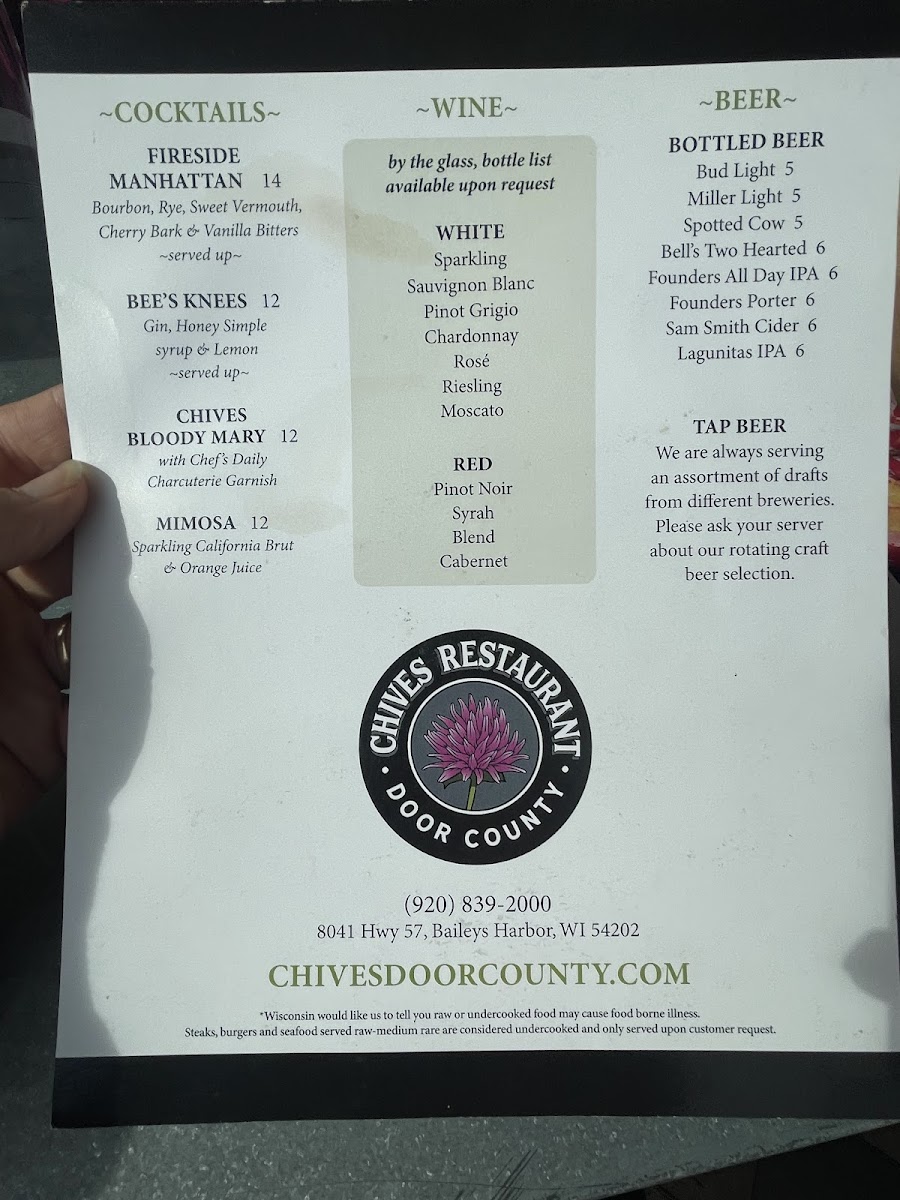 ~COCKTAILS~
FIRESIDE
MANHATTAN 14
Bourbon, Rye, Sweet Vermouth,
Cherry Bark & Vanilla Bitters
~served up~
BEE'S KNEES 12
Gin, Honey Simple
syrup & Lemon
~served up~
CHIVES
BLOODY MARY 12
with Chef's Daily
Charcuterie Garnish
MIMOSA 12
Sparkling California Brut
& Orange Juice
~WINE~
by the glass, bottle list
available upon request
WHITE
Sparkling
Sauvignon Blanc
Pinot Grigio
Chardonnay
Rosé
Riesling
Moscato
RED
Pinot Noir
Syrah
Blend
Cabernet
~BEER~
BOTTLED BEER
Bud Light 5
Miller Light 5
Spotted Cow 5
Bell's Two Hearted 6
Founders All Day IPA 6
Founders Porter 6
Sam Smith Cider 6
Lagunitas IPA 6
TAP BEER
We are always serving
an assortment of drafts
from different breweries.
Please ask your server
about our rotating craft
beer selection.
CHIVES RESTAURANT
• DOOR COUNTY •
(920) 839-2000
8041 Hwy 57, Baileys Harbor, WI 54202
CHIVESDOORCOUNTY.COM
*Wisconsin would like us to tell you raw or undercooked food may cause food borne illness.
Steaks, burgers and seafood served raw-medium rare are considered undercooked and only served upon customer request.